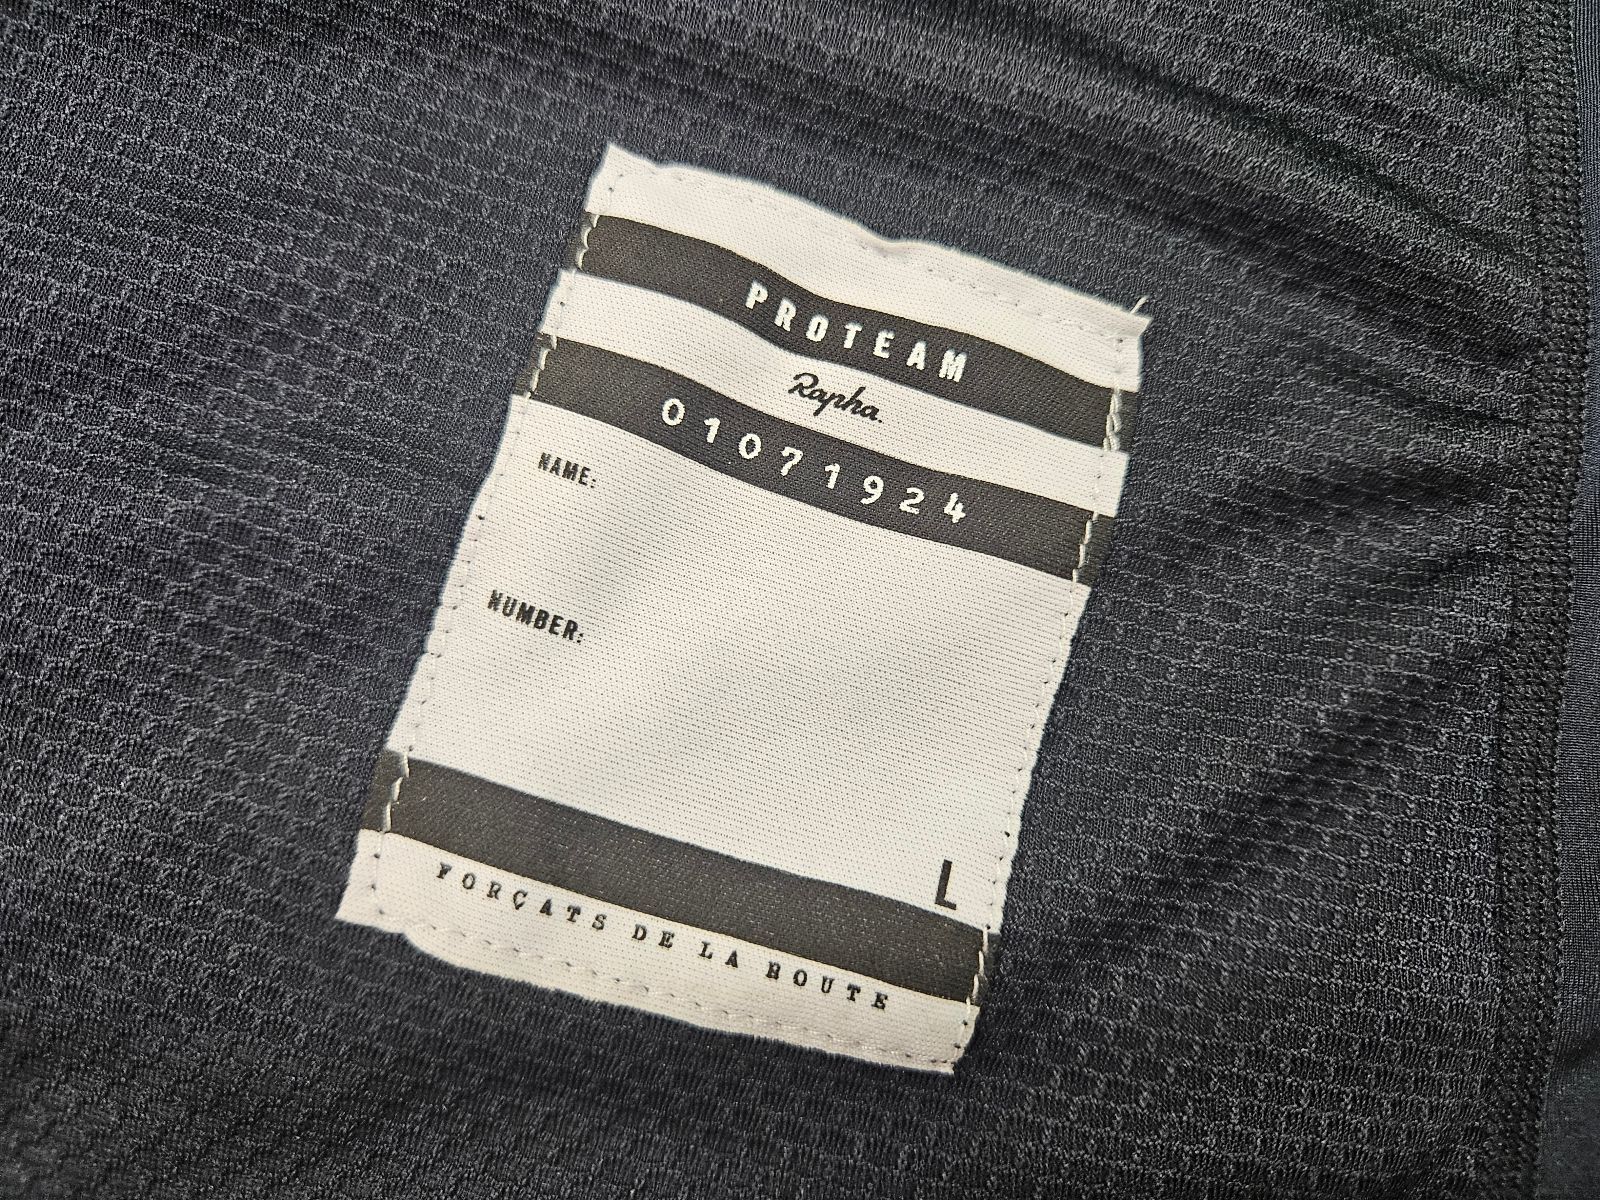 PROTEAM
Rapha.
01071924
NAME:
NUMBER:
L
FORÇATS DE LA ROUTE